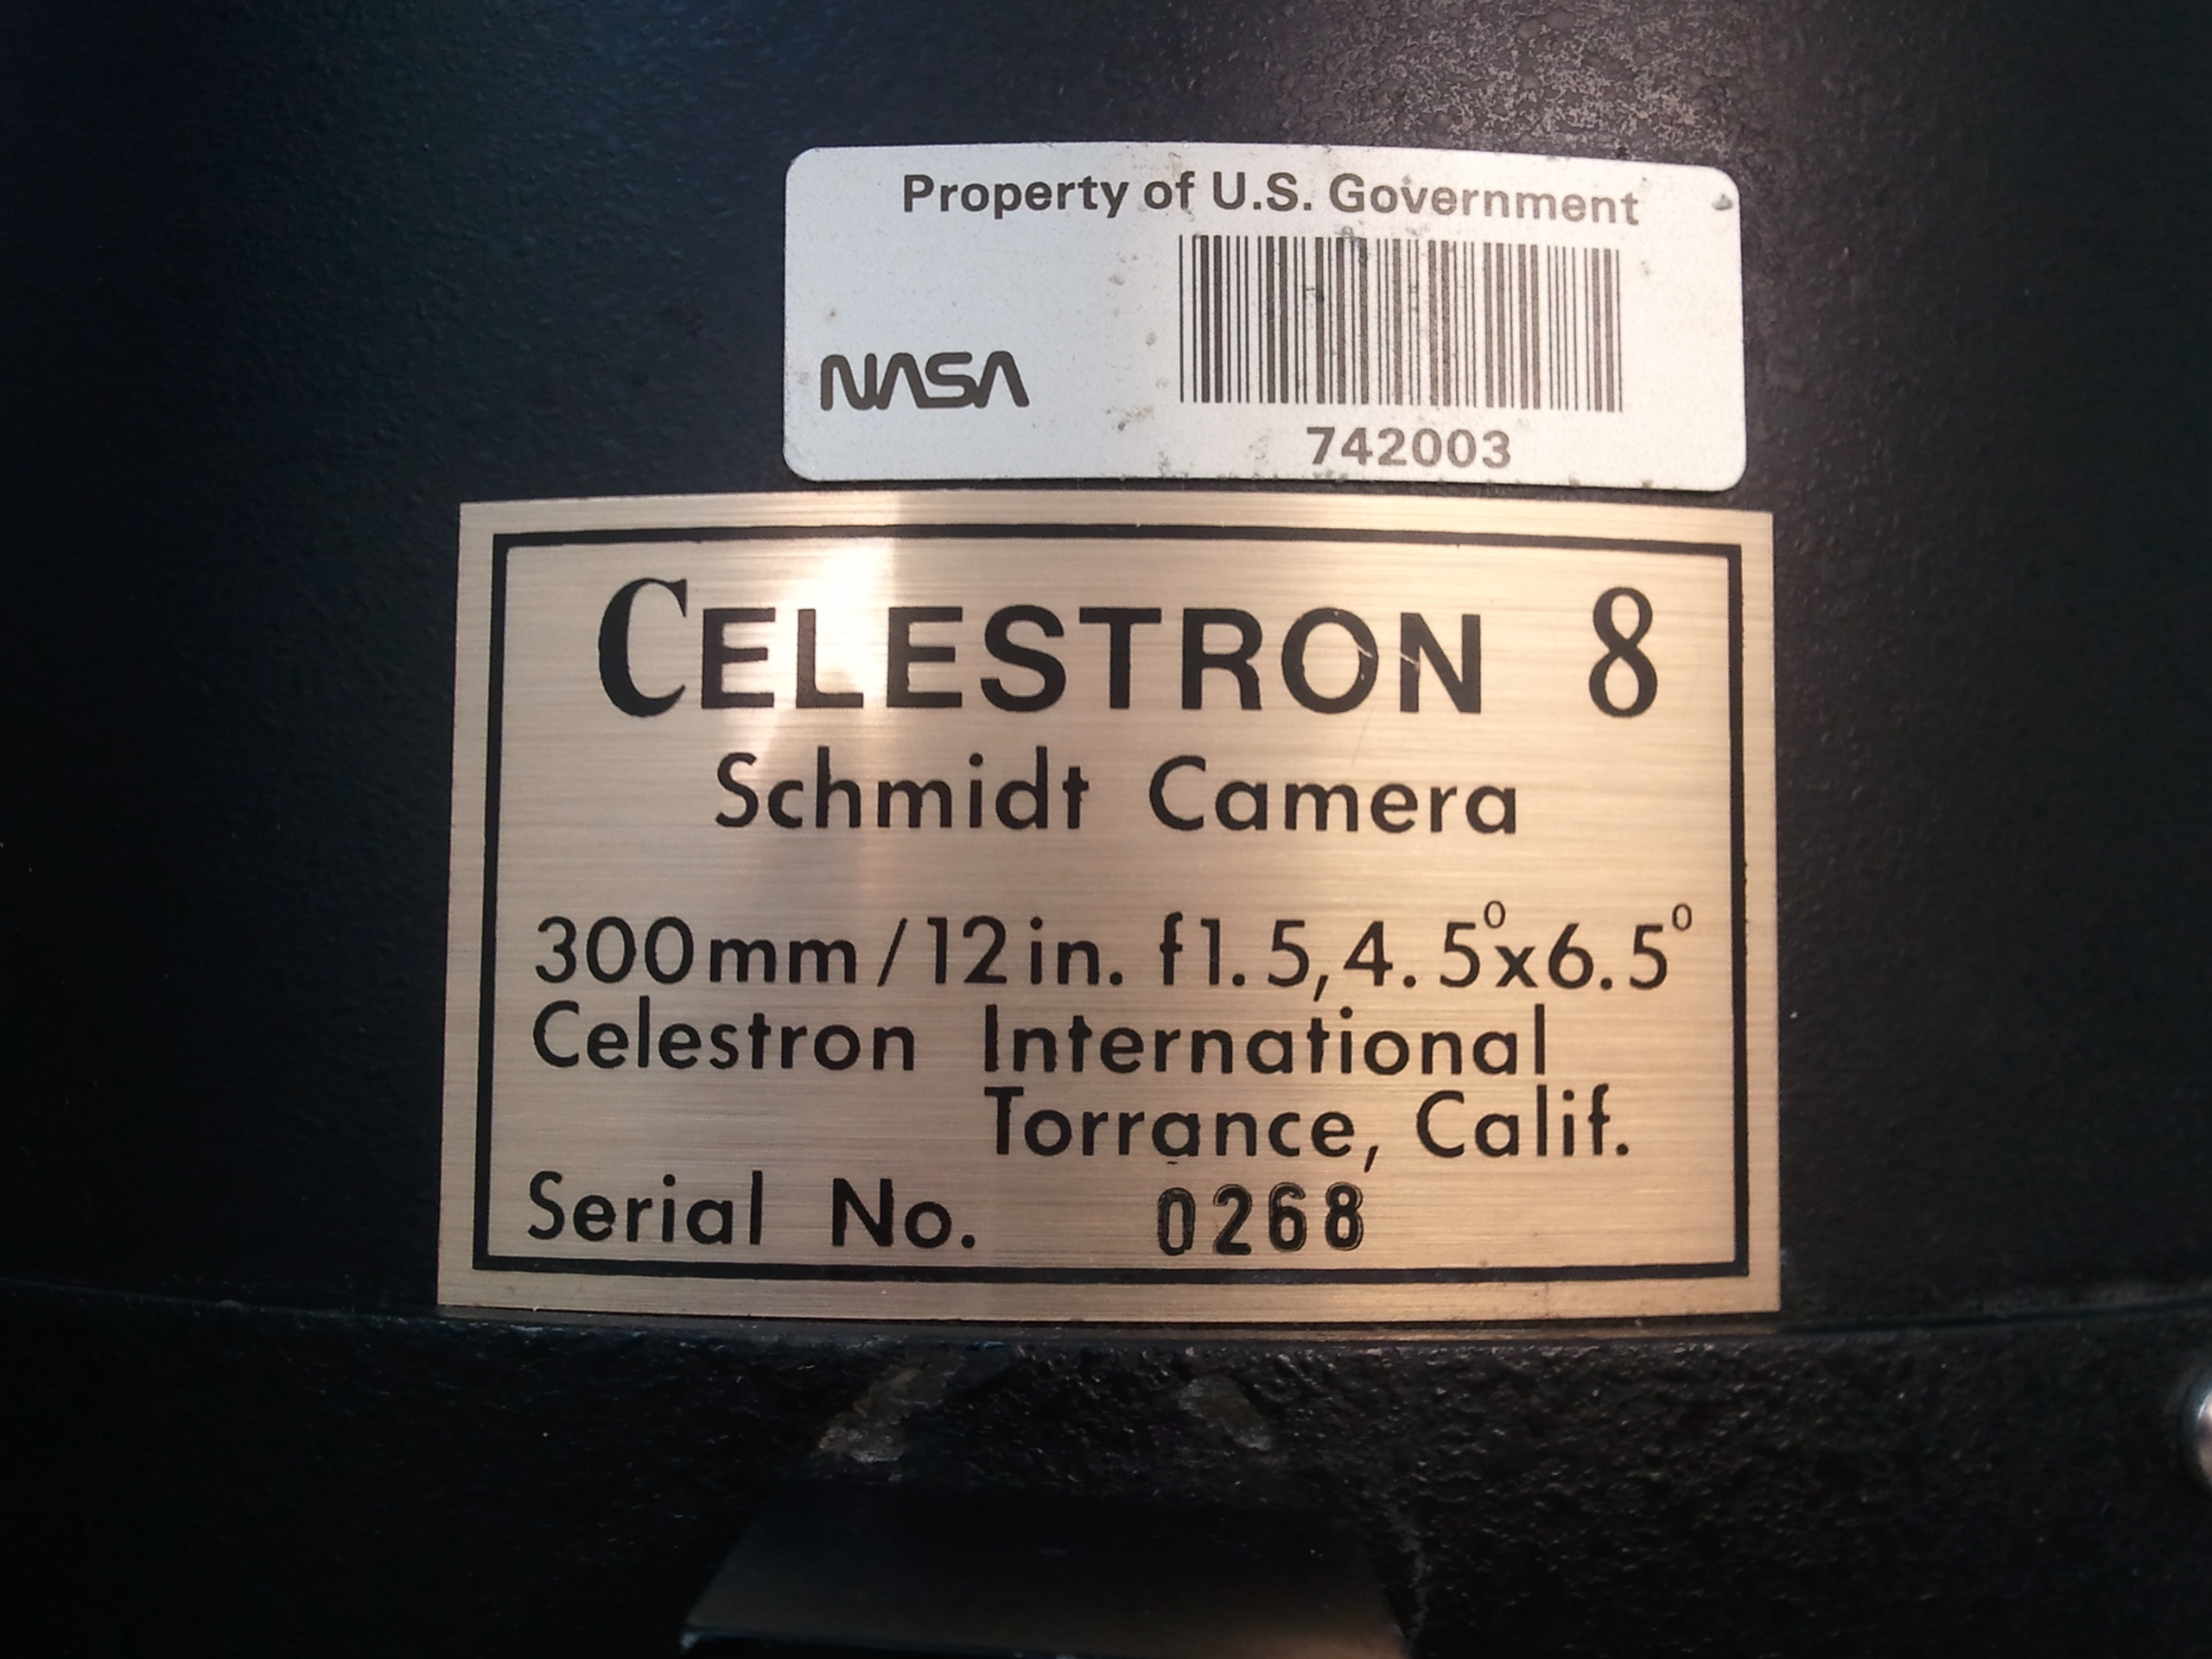 Property of U.S. Government
NASA
742003
CELESTRON 8
Schmidt Camera
300mm/12in. f1.5,4.5°x6.5°
Celestron International
Torrance, Calif.
Serial No. 0268